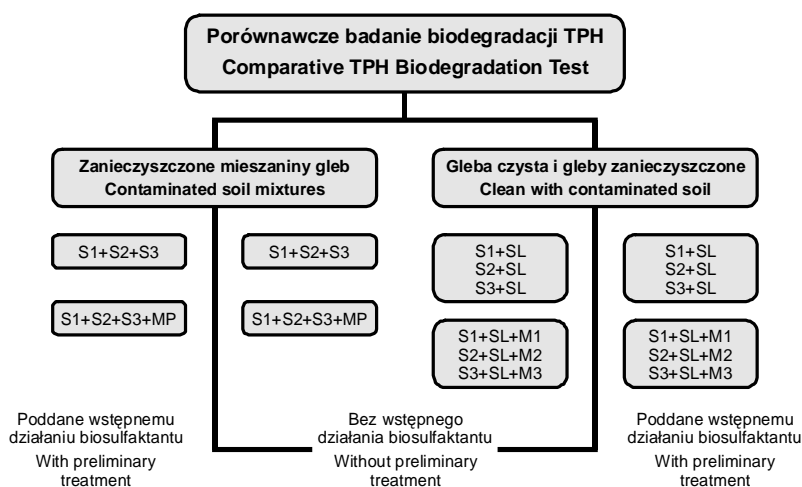 Porównawcze badanie biodegradacji TPH
Comparative TPH Biodegradation Test
Zanieczyszczone mieszaniny gleb
Contaminated soil mixtures
Gleba czysta i gleby zanieczyszczone
Clean with contaminated soil
S1+S2+S3
S1+S2+S3
S1+SL
S2+SL
S3+SL
S1+SL
S2+SL
S3+SL
S1+S2+S3+MP
S1+S2+S3+MP
S1+SL+M1
S2+SL+M2
S3+SL+M3
S1+SL+M1
S2+SL+M2
S3+SL+M3
Poddane wstępnemu
działaniu biosulfaktantu
With preliminary
treatment
Bez wstępnego
działania biosulfaktantu
Without preliminary
treatment
Poddane wstępnemu
działaniu biosulfaktantu
With preliminary
treatment